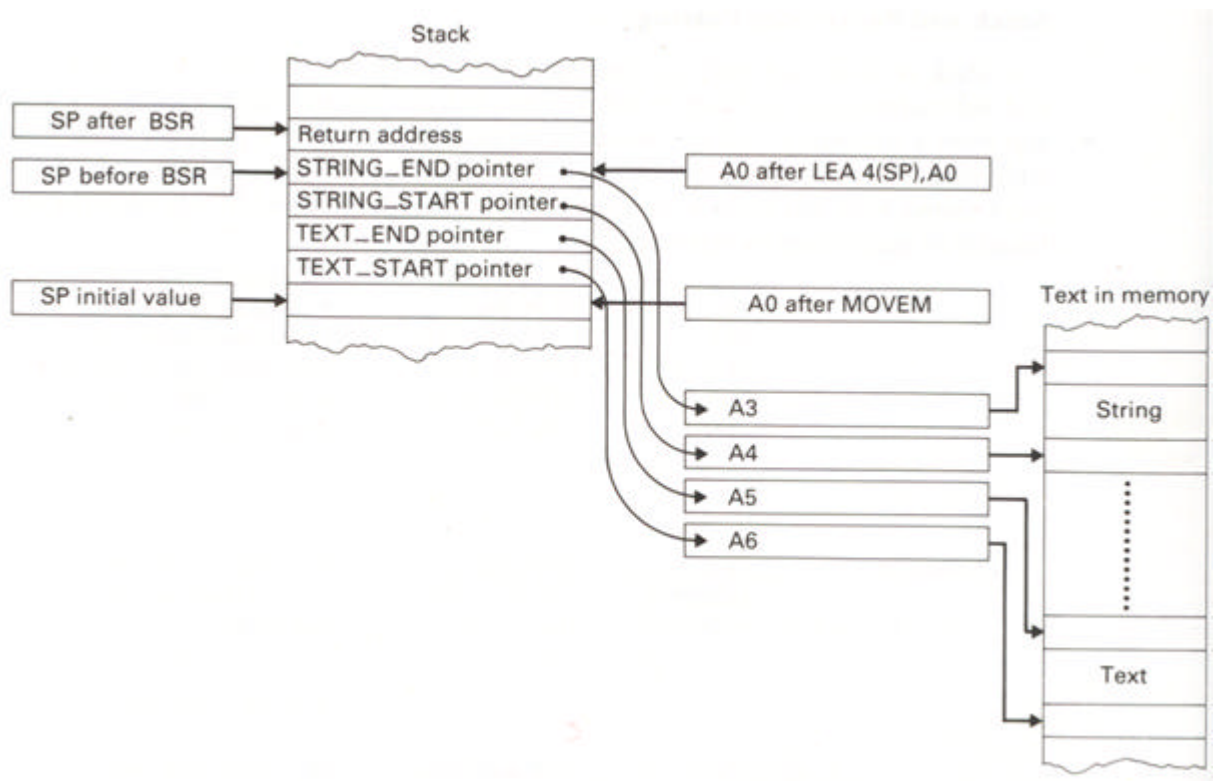 Stack
SP after BSR
Return address
SP before BSR
STRING_END pointer
A0 after LEA 4(SP),A0
STRING_START pointer
TEXT_END pointer
TEXT_START pointer
SP initial value
A0 after MOVEM
Text in memory
A3
String
A4
A5
A6
Text